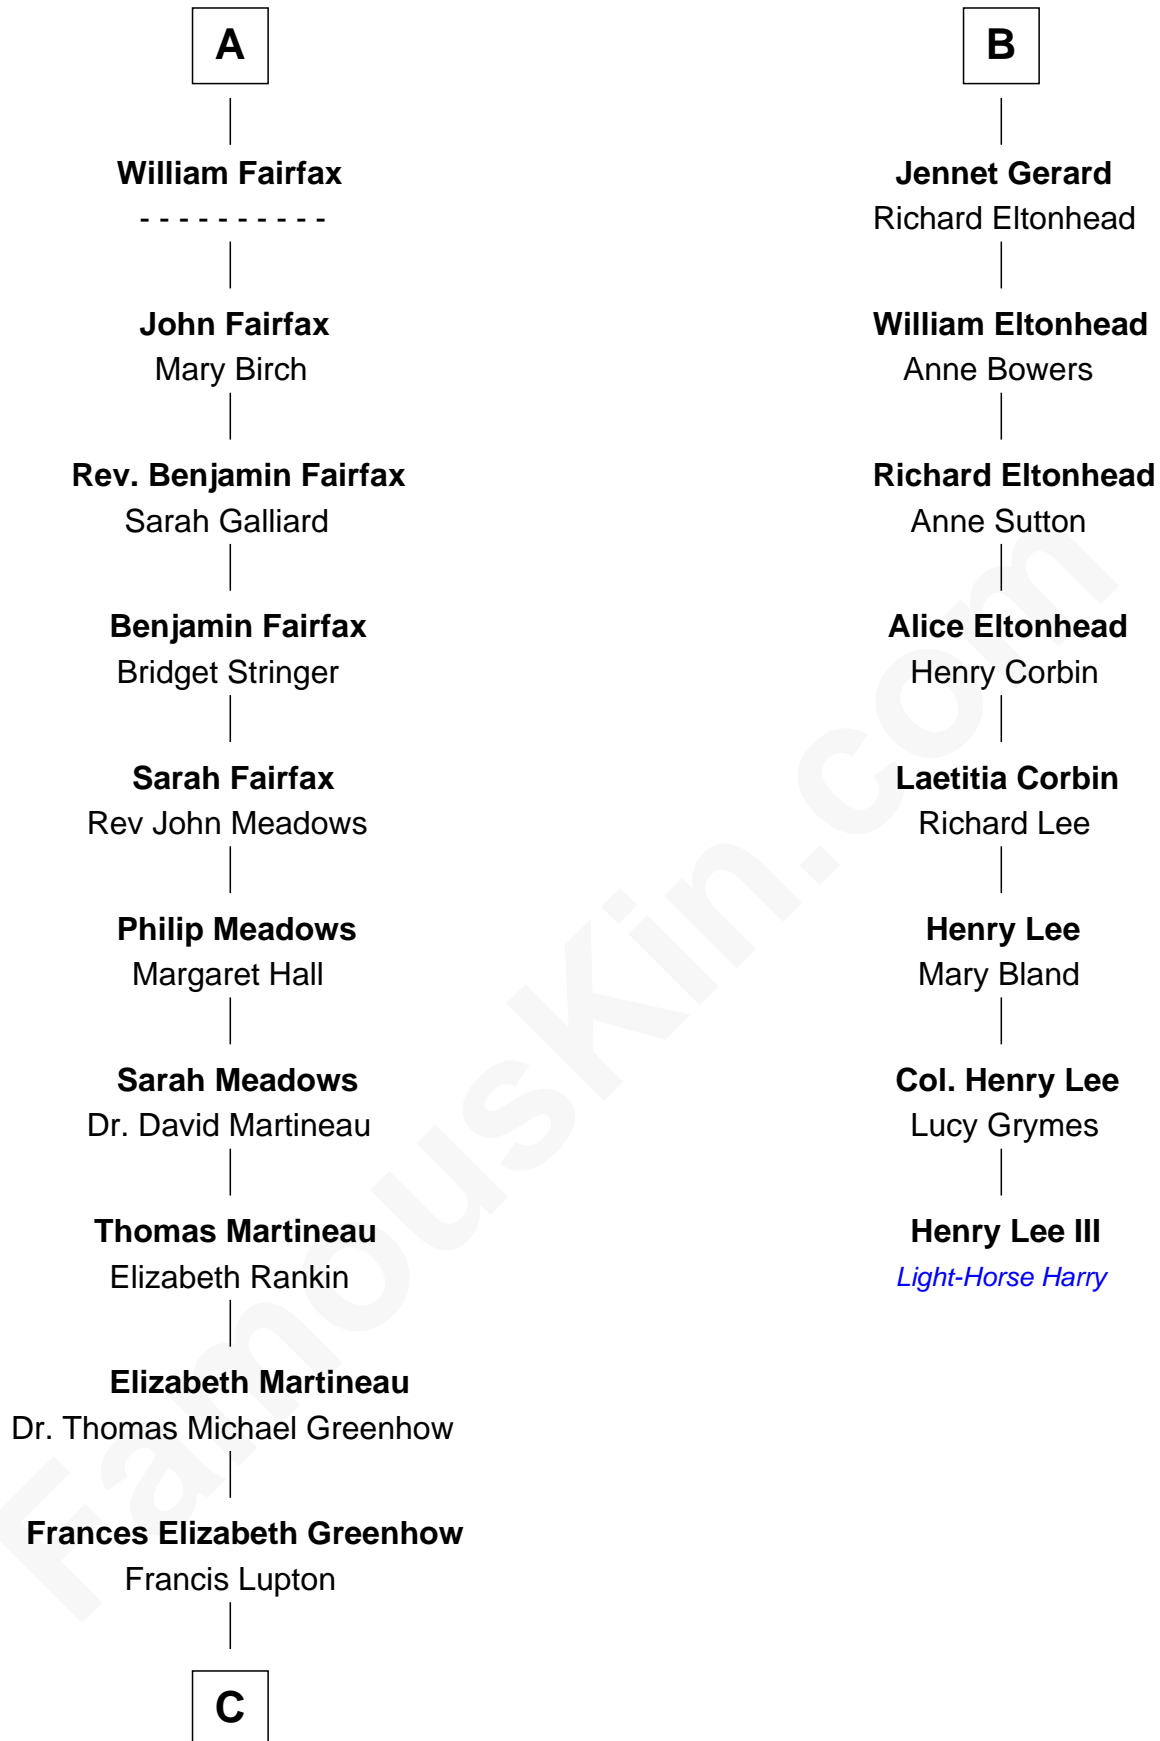 A
William Fairfax
- - - - - - - - - -
John Fairfax
Mary Birch
Rev. Benjamin Fairfax
Sarah Galliard
Benjamin Fairfax
Bridget Stringer
Sarah Fairfax
Rev John Meadows
Philip Meadows
Margaret Hall
Sarah Meadows
Dr. David Martineau
Thomas Martineau
Elizabeth Rankin
Elizabeth Martineau
Dr. Thomas Michael Greenhow
Frances Elizabeth Greenhow
Francis Lupton
C
B
Jennet Gerard
Richard Eltonhead
William Eltonhead
Anne Bowers
Richard Eltonhead
Anne Sutton
Alice Eltonhead
Henry Corbin
Laetitia Corbin
Richard Lee
Henry Lee
Mary Bland
Col. Henry Lee
Lucy Grymes
Henry Lee III
Light-Horse Harry
FamousKin.com